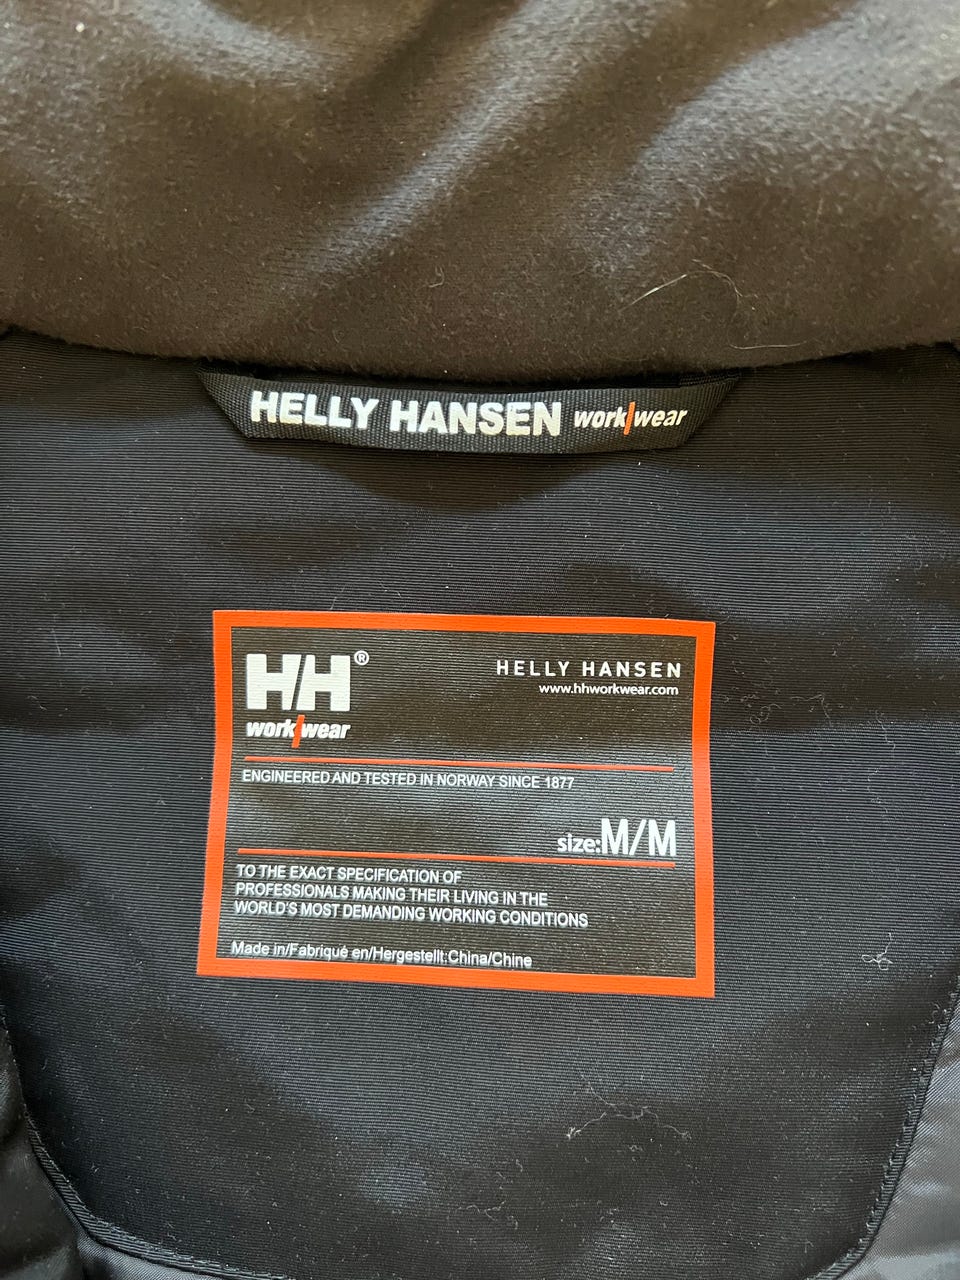 HELLY HANSEN work|wear
HH®
work|wear
HELLY HANSEN
www.hhworkwear.com
ENGINEERED AND TESTED IN NORWAY SINCE 1877
size:M/M
TO THE EXACT SPECIFICATION OF
PROFESSIONALS MAKING THEIR LIVING IN THE
WORLD'S MOST DEMANDING WORKING CONDITIONS
Made in/Fabriqué en/Hergestellt:China/Chine